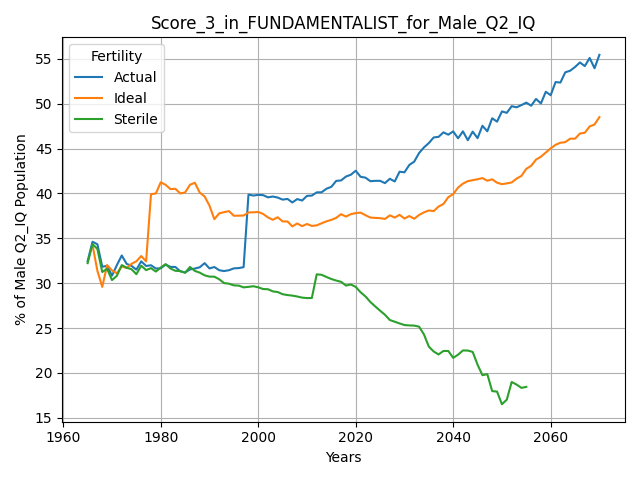 Score_3_in_FUNDAMENTALIST_for_Male_Q2_IQ
Fertility
Actual
Ideal
Sterile
% of Male Q2_IQ Population
55
50
45
40
35
30
25
20
15
1960
1980
2000
2020
2040
2060
Years